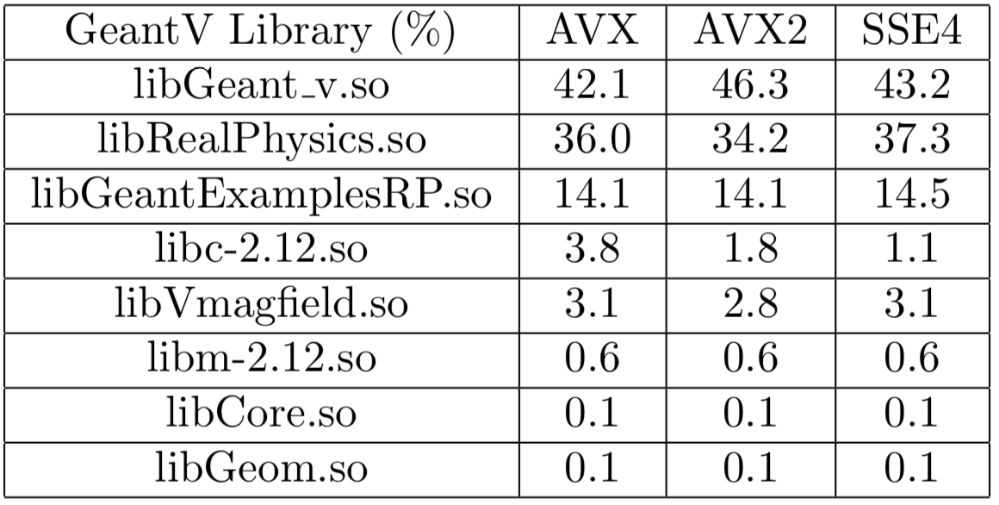 GeantV Library (%) AVX AVX2 SSE4
libGeant_v.so 42.1 46.3 43.2
libRealPhysics.so 36.0 34.2 37.3
libGeantExamplesRP.so 14.1 14.1 14.5
libc-2.12.so 3.8 1.8 1.1
libVmagfield.so 3.1 2.8 3.1
libm-2.12.so 0.6 0.6 0.6
libCore.so 0.1 0.1 0.1
libGeom.so 0.1 0.1 0.1